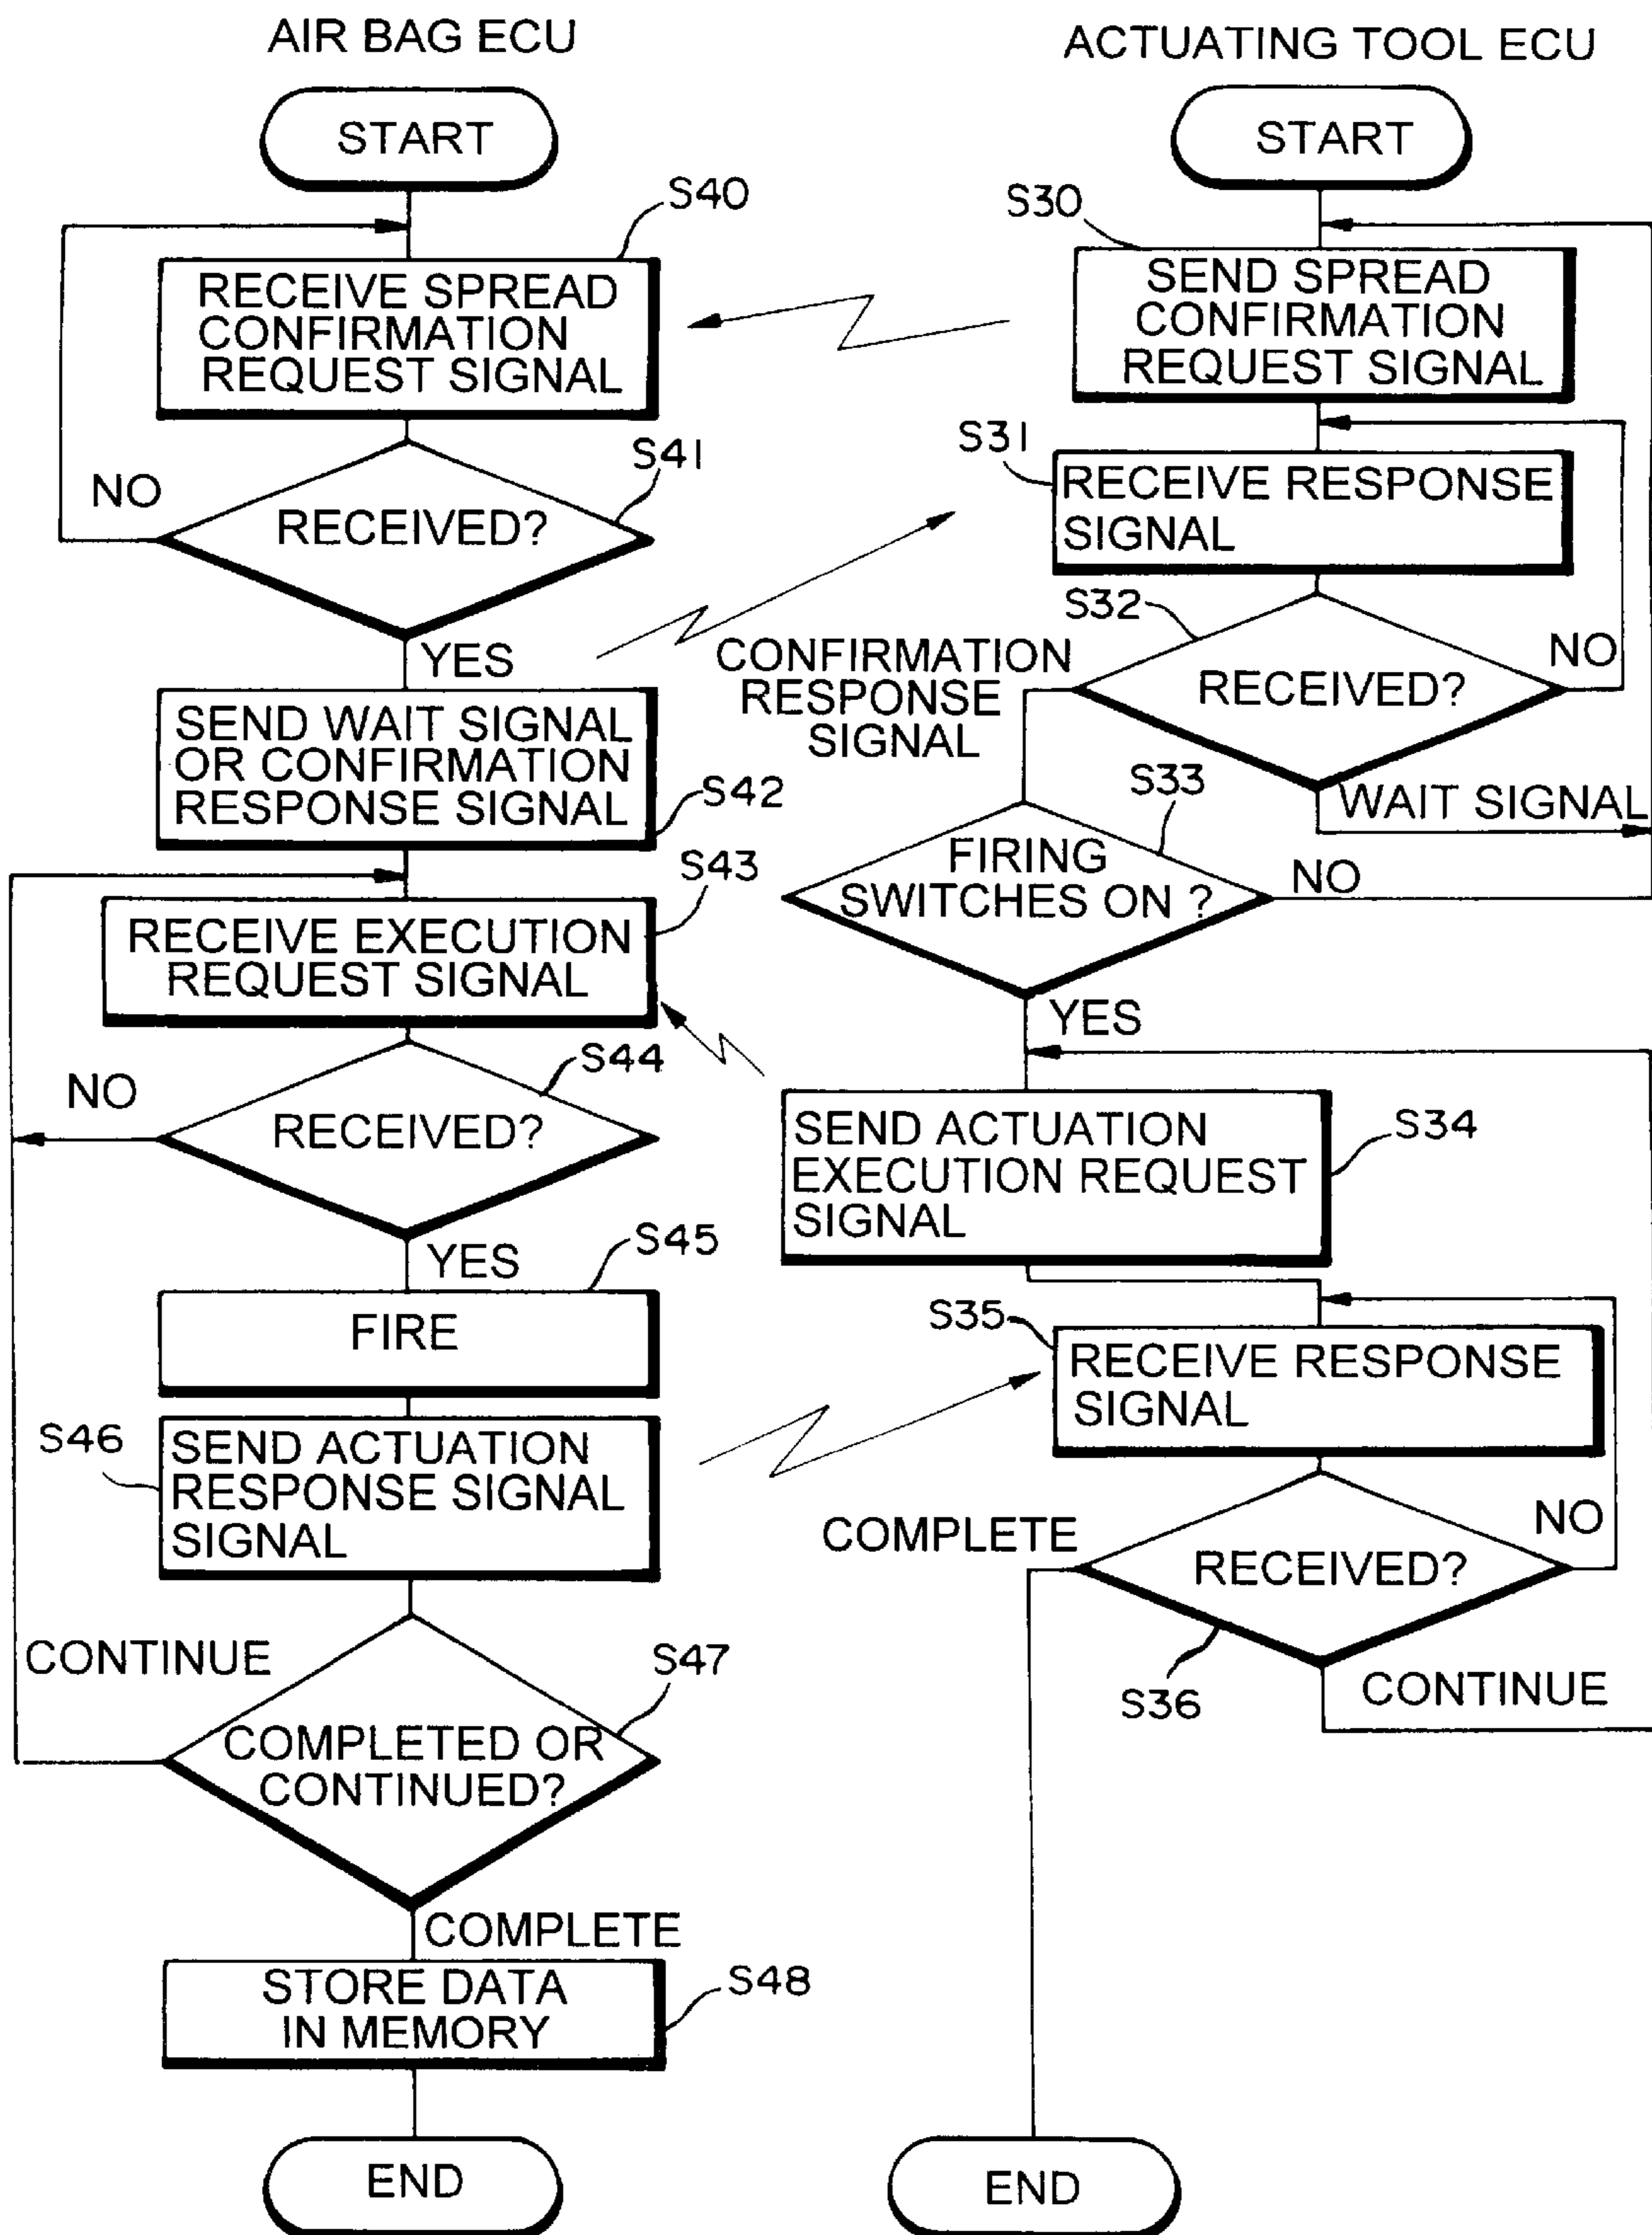 AIR BAG ECU
START
S40
RECEIVE SPREAD
CONFIRMATION
REQUEST SIGNAL
S41
NO
RECEIVED?
YES
SEND WAIT SIGNAL
OR CONFIRMATION
RESPONSE SIGNAL
S42
S43
RECEIVE EXECUTION
REQUEST SIGNAL
S44
NO
RECEIVED?
YES
S45
FIRE
S46
SEND ACTUATION
RESPONSE SIGNAL
SIGNAL
CONTINUE
S47
COMPLETED OR
CONTINUED?
COMPLETE
STORE DATA
IN MEMORY
S48
END
ACTUATING TOOL ECU
START
S30
SEND SPREAD
CONFIRMATION
REQUEST SIGNAL
S31
RECEIVE RESPONSE
SIGNAL
S32
NO
CONFIRMATION
RESPONSE
SIGNAL
RECEIVED?
S33
WAIT SIGNAL
FIRING
SWITCHES ON ?
NO
YES
SEND ACTUATION
EXECUTION REQUEST
SIGNAL
S34
S35
RECEIVE RESPONSE
SIGNAL
COMPLETE
NO
RECEIVED?
S36
CONTINUE
END